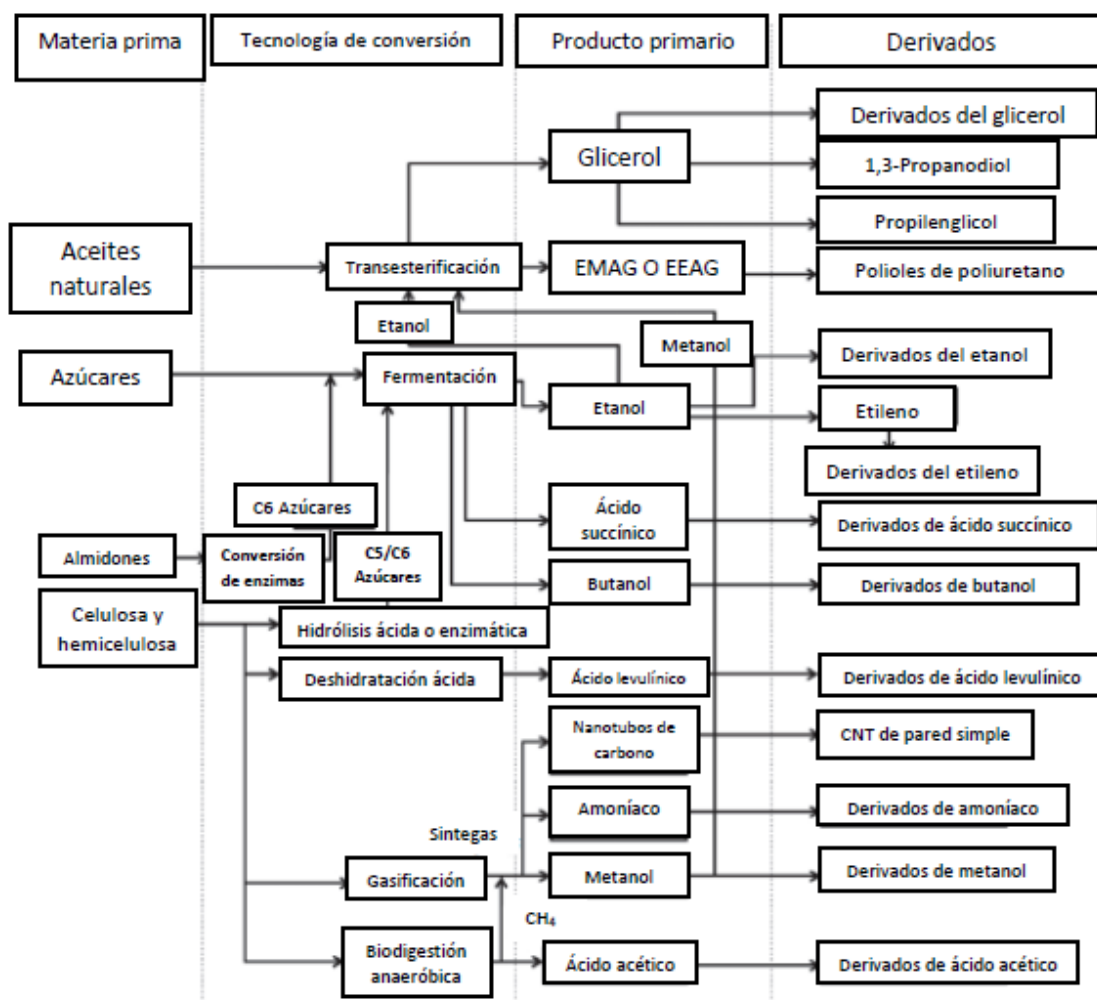 Materia prima
Tecnología de conversión
Producto primario
Derivados
Derivados del glicerol
Glicerol
1,3-Propanodiol
Propilenglicol
Aceites
naturales
Transesterificación
EMAG O EEAG
Polioles de poliuretano
Etanol
Metanol
Derivados del etanol
Azúcares
Fermentación
Etanol
Etileno
Derivados del etileno
C6 Azúcares
Ácido
succínico
Derivados de ácido succínico
Almidones
Conversión
de enzimas
C5/C6
Azúcares
Butanol
Derivados de butanol
Celulosa y
hemicelulosa
Hidrólisis ácida o enzimática
Deshidratación ácida
Ácido levulínico
Derivados de ácido levulínico
Nanotubos de
carbono
CNT de pared simple
Amoníaco
Derivados de amoníaco
Sintegas
Gasificación
Metanol
Derivados de metanol
CH₄
Biodigestión
anaeróbica
Ácido acético
Derivados de ácido acético